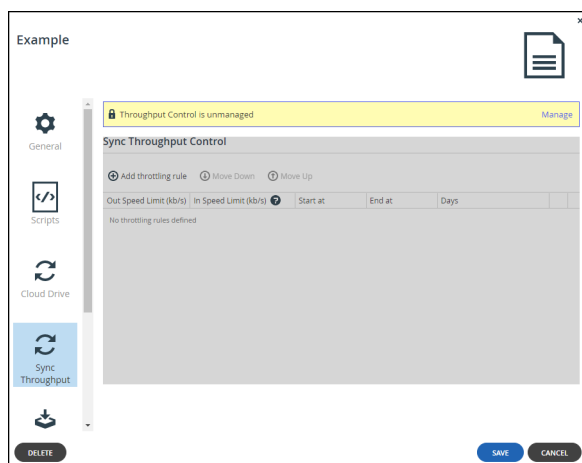 Example
×
Throughput Control is unmanaged
Manage
General
Sync Throughput Control
Add throttling rule
Move Down
Move Up
</>
Scripts
Out Speed Limit (kb/s)
In Speed Limit (kb/s) ?
Start at
End at
Days
No throttling rules defined
Cloud Drive
Sync
Throughput
DELETE
SAVE
CANCEL